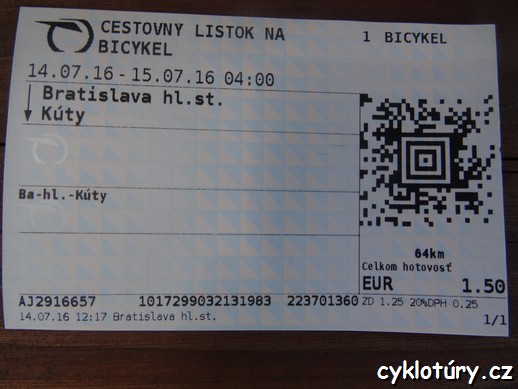 CESTOVNY LISTOK NA BICYKEL
1 BICYKEL
14.07.16 - 15.07.16 04:00
Bratislava hl.st.
Kúty
Ba-hl.-Kúty
64km
Celkom hotovosť
EUR 1.50
AJ2916657 1017299032131983 223701360 ZD 1.25 20%DPH 0.25
14.07.16 12:17 Bratislava hl.st.
1/1
cyklotúry.cz